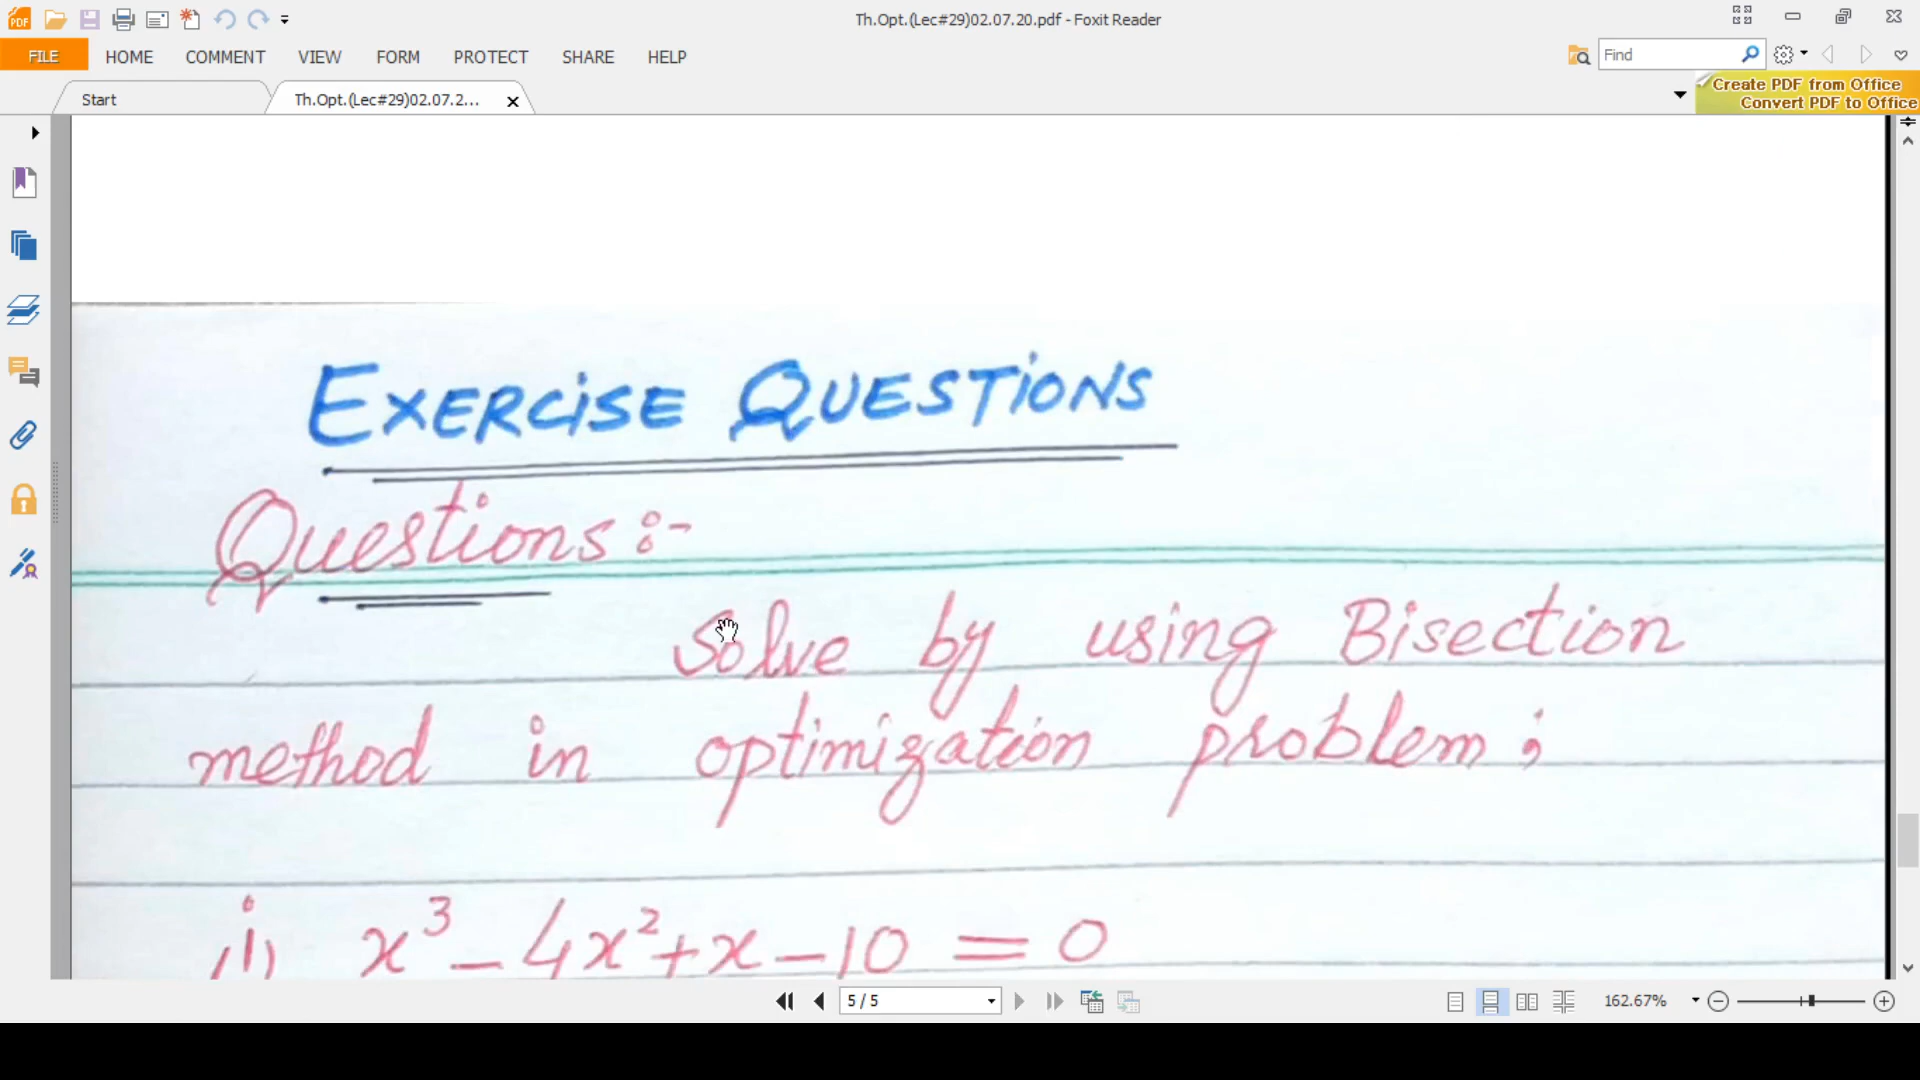 Th.Opt.(Lec#29)02.07.20.pdf - Foxit Reader
FILE HOME COMMENT VIEW FORM PROTECT SHARE HELP
Find
Start
Th.Opt.(Lec#29)02.07.2...
Create PDF from Office
Convert PDF to Office
EXERCiSE QUESTiONS
Questions:-
Solve by using Bisection
method in optimization problem;
(i) x³ - 4x² + x - 10 = 0
5 / 5
162.67%